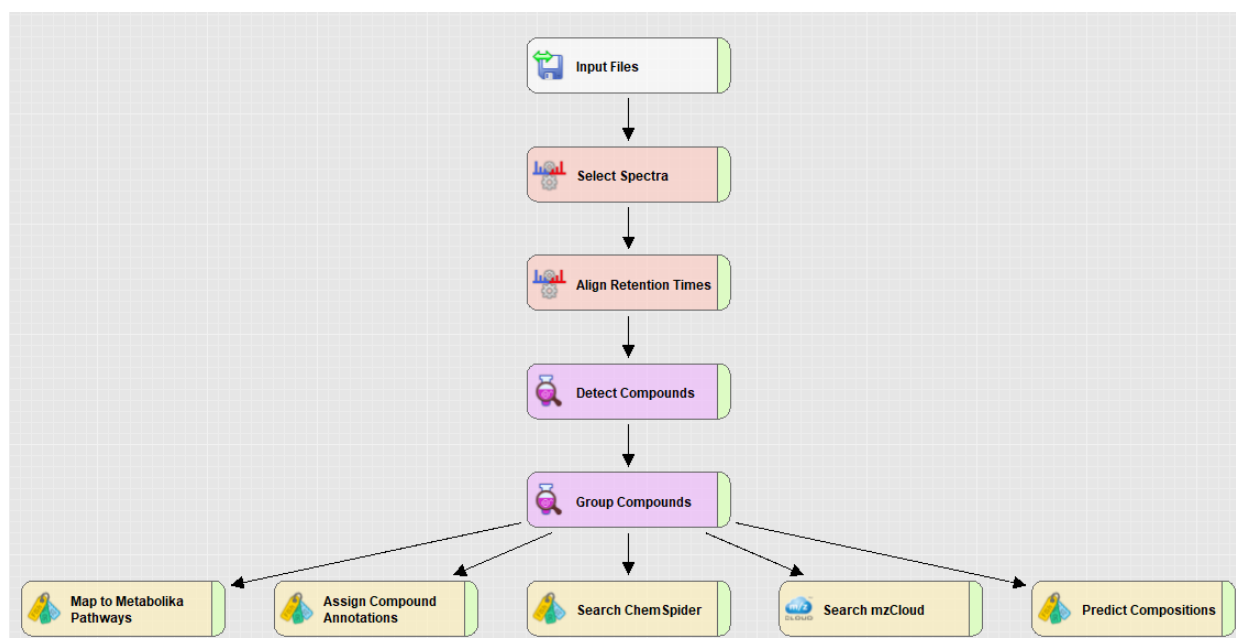 Input Files
Select Spectra
Align Retention Times
Detect Compounds
Group Compounds
Map to Metabolika
Pathways
Assign Compound
Annotations
Search ChemSpider
m/z
CLOUD
Search mzCloud
Predict Compositions